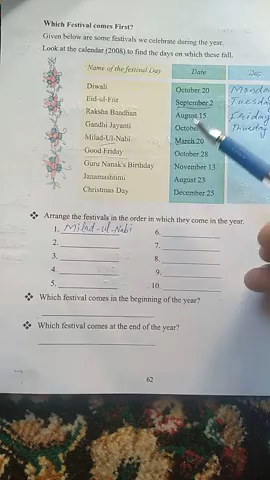 Which Festival comes First?
Given below are some festivals we celebrate during the year.
Look at the calendar (2008) to find the days on which these fall.
Name of the festival Day Date Day
Diwali October 20 Monda
Eid-ul-Fitr September 2 Tuesda
Raksha Bandhan August 15 Friday
Gandhi Jayanti October Thursday
Milad-Ul-Nabi March 20
Good Friday October 28
Guru Nanak's Birthday November 13
Janamashtmi August 23
Christmas Day December 25
❖ Arrange the festivals in the order in which they come in the year.
1. Milad-ul-Nabi 6.
2. 7.
3. 8.
4. 9.
5. 10.
❖ Which festival comes in the beginning of the year?
❖ Which festival comes at the end of the year?
62